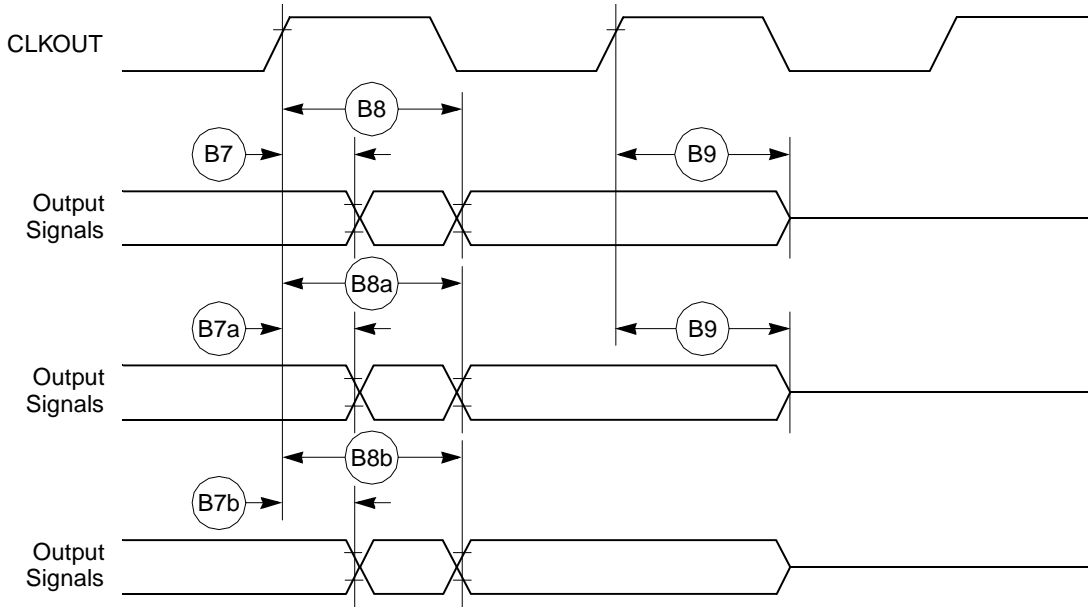 CLKOUT
B8
B7
B9
Output
Signals
B8a
B7a
B9
Output
Signals
B8b
B7b
Output
Signals